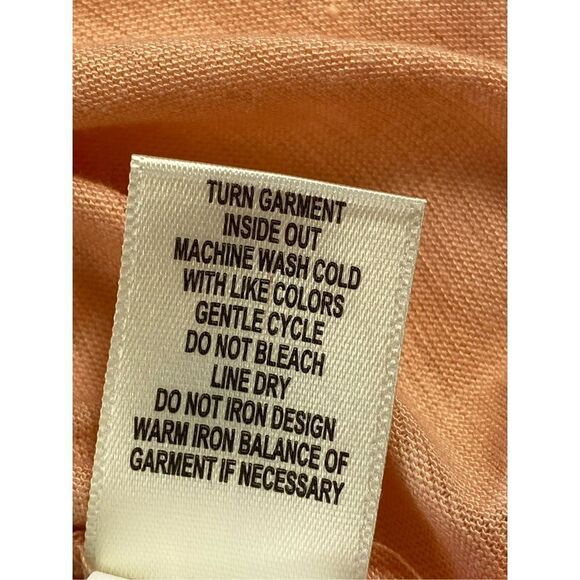 TURN GARMENT
INSIDE OUT
MACHINE WASH COLD
WITH LIKE COLORS
GENTLE CYCLE
DO NOT BLEACH
LINE DRY
DO NOT IRON DESIGN
WARM IRON BALANCE OF
GARMENT IF NECESSARY